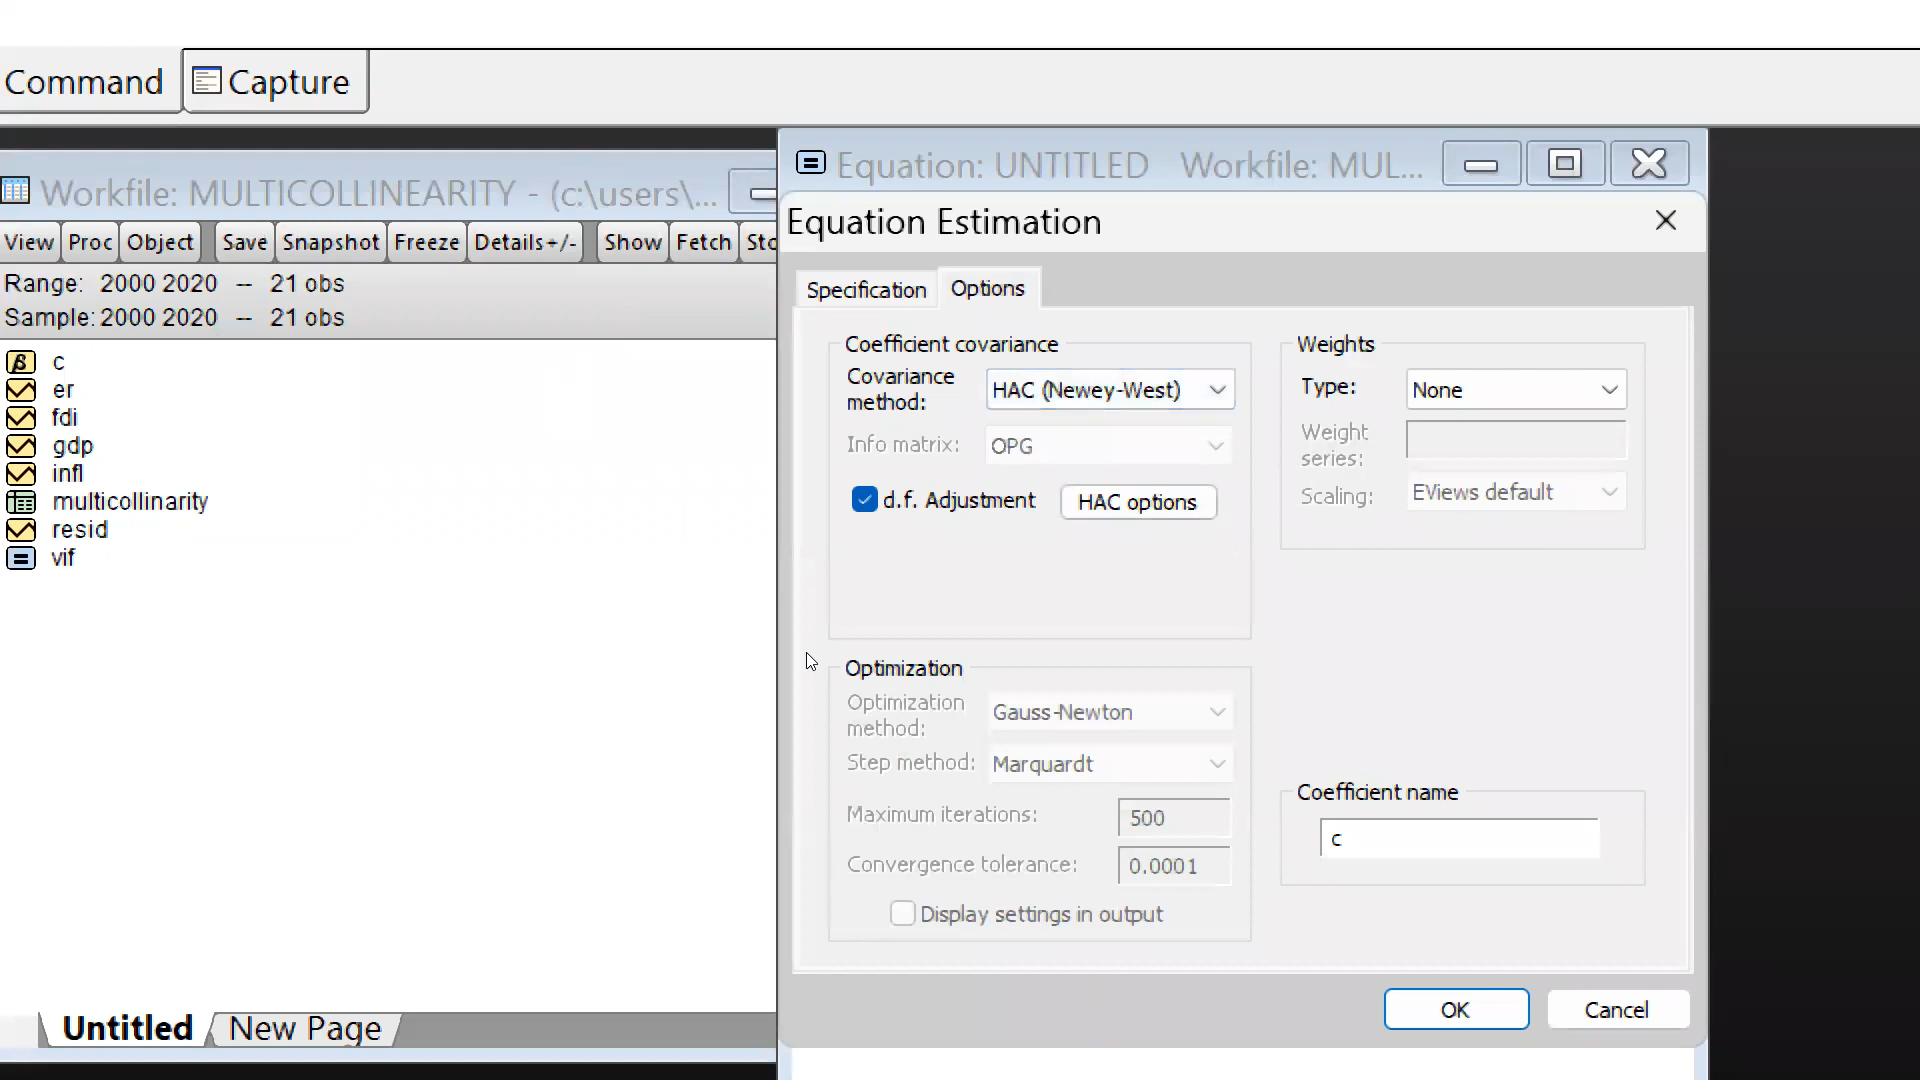 Command Capture
Workfile: MULTICOLLINEARITY - (c:\users\...
View Proc Object Save Snapshot Freeze Details+/- Show Fetch Sto
Range: 2000 2020 -- 21 obs
Sample: 2000 2020 -- 21 obs
c
er
fdi
gdp
infl
multicollinarity
resid
vif
Untitled New Page
Equation: UNTITLED Workfile: MUL...
Equation Estimation
Specification Options
Coefficient covariance
Covariance method: HAC (Newey-West)
Info matrix: OPG
d.f. Adjustment HAC options
Weights
Type: None
Weight series:
Scaling: EViews default
Optimization
Optimization method: Gauss-Newton
Step method: Marquardt
Maximum iterations: 500
Convergence tolerance: 0.0001
Display settings in output
Coefficient name
c
OK Cancel